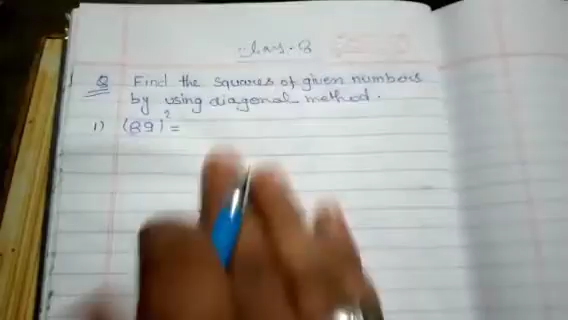 Class - 8
Q Find the squares of given numbers
by using diagonal method.
1) (89)² =